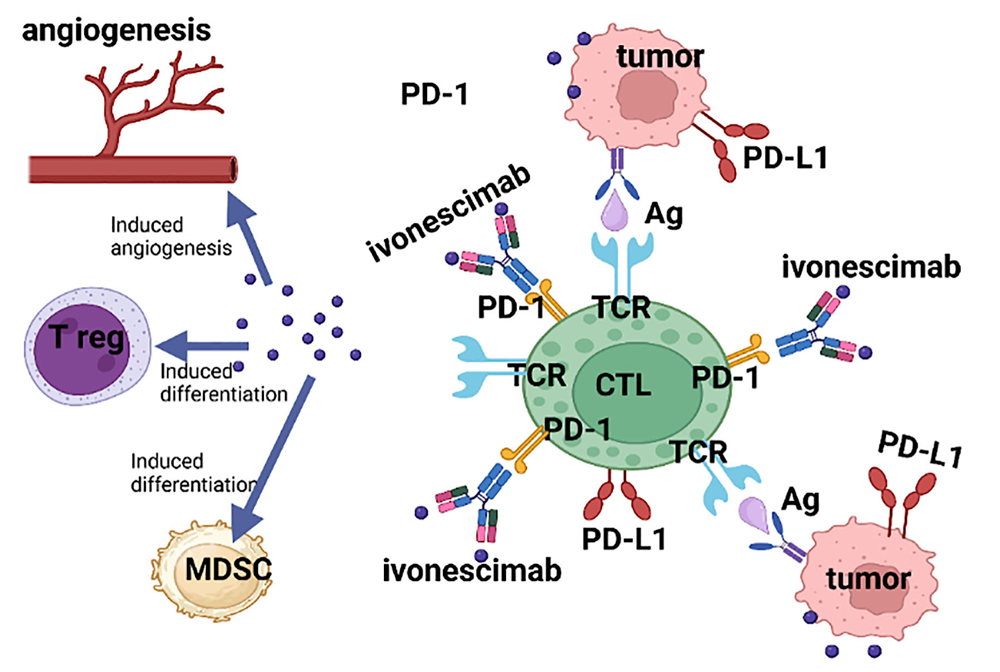 angiogenesis
tumor
PD-1
PD-L1
ivonescimab
Ag
Induced
angiogenesis
ivonescimab
PD-1
TCR
T reg
Induced
differentiation
TCR
CTL
PD-1
PD-1
TCR
PD-L1
Induced
differentiation
Ag
PD-L1
MDSC
ivonescimab
tumor